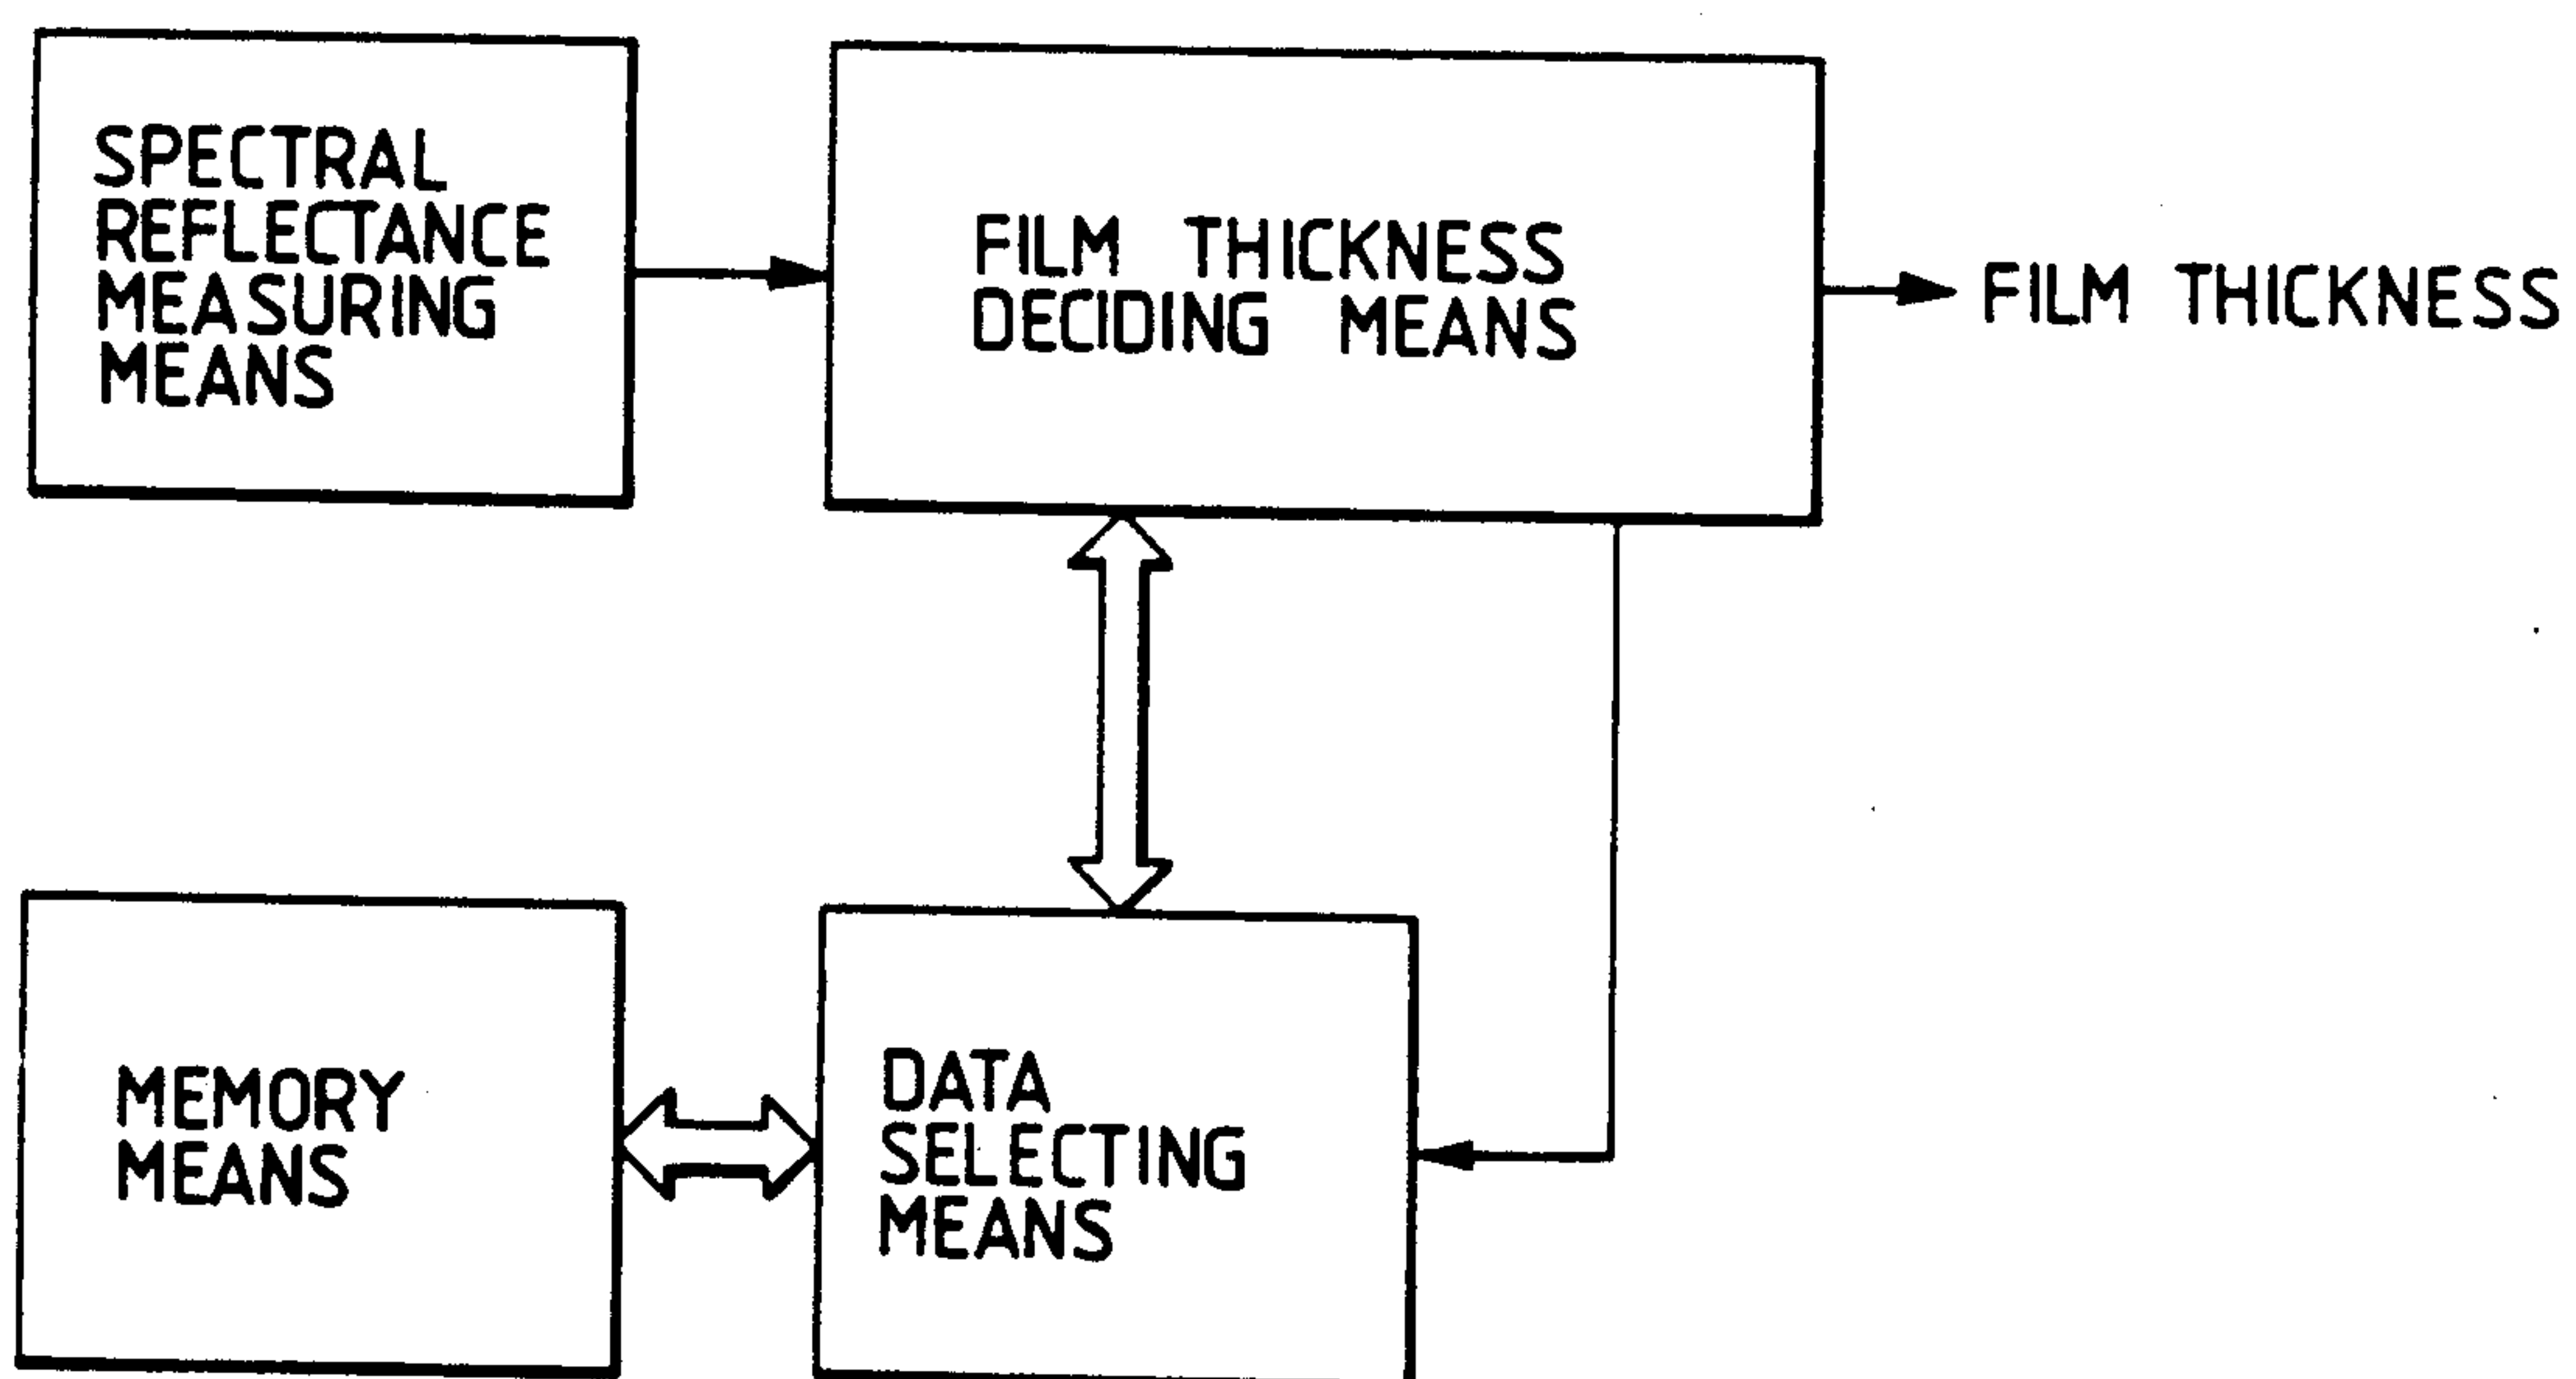 SPECTRAL
REFLECTANCE
MEASURING
MEANS
FILM THICKNESS
DECIDING MEANS
FILM THICKNESS
MEMORY
MEANS
DATA
SELECTING
MEANS